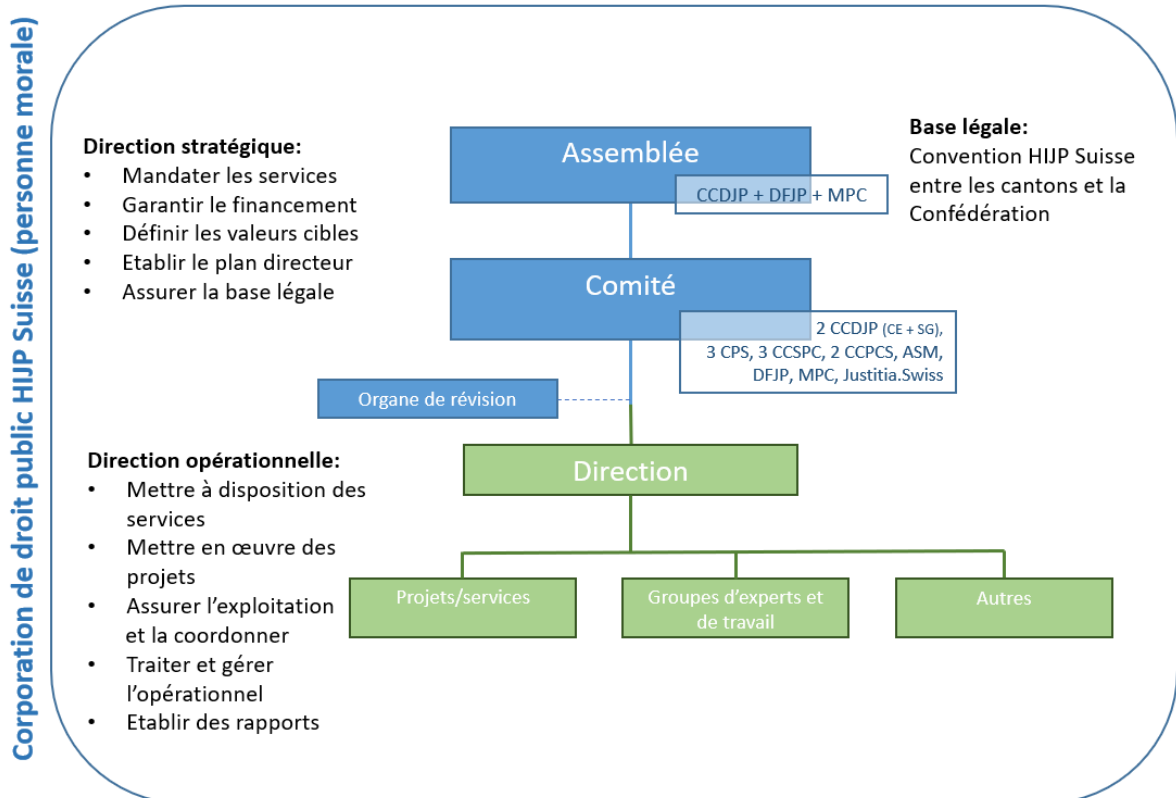 Corporation de droit public HIJP Suisse (personne morale)
Direction stratégique:
• Mandater les services
• Garantir le financement
• Définir les valeurs cibles
• Etablir le plan directeur
• Assurer la base légale
Assemblée
CCDJP + DFJP + MPC
Base légale:
Convention HIJP Suisse
entre les cantons et la
Confédération
Comité
2 CCDJP (CE + SG),
3 CPS, 3 CCSPC, 2 CCPCS, ASM,
DFJP, MPC, Justitia.Swiss
Organe de révision
Direction opérationnelle:
• Mettre à disposition des
services
• Mettre en œuvre des
projets
• Assurer l’exploitation
et la coordonner
• Traiter et gérer
l’opérationnel
• Etablir des rapports
Direction
Projets/services
Groupes d’experts et
de travail
Autres